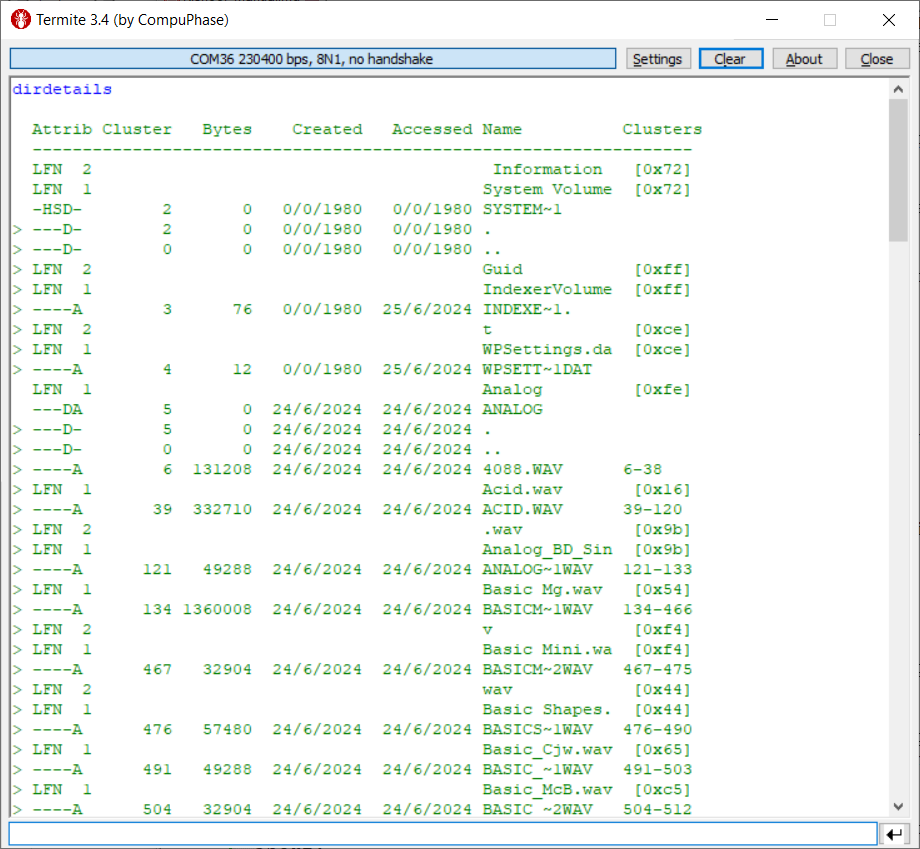 Termite 3.4 (by CompuPhase)
COM36 230400 bps, 8N1, no handshake Settings Clear About Close
dirdetails
Attrib Cluster Bytes Created Accessed Name Clusters
------------------------------------------------------------------
LFN 2 Information [0x72]
LFN 1 System Volume [0x72]
-HSD- 2 0 0/0/1980 0/0/1980 SYSTEM~1
> ---D- 2 0 0/0/1980 0/0/1980 .
> ---D- 0 0 0/0/1980 0/0/1980 ..
> LFN 2 Guid [0xff]
> LFN 1 IndexerVolume [0xff]
> ----A 3 76 0/0/1980 25/6/2024 INDEXE~1.
> LFN 2 t [0xce]
> LFN 1 WPSettings.da [0xce]
> ----A 4 12 0/0/1980 25/6/2024 WPSETT~1DAT
LFN 1 Analog [0xfe]
---DA 5 0 24/6/2024 24/6/2024 ANALOG
> ---D- 5 0 24/6/2024 24/6/2024 .
> ---D- 0 0 24/6/2024 24/6/2024 ..
> ----A 6 131208 24/6/2024 24/6/2024 4088.WAV 6-38
> LFN 1 Acid.wav [0x16]
> ----A 39 332710 24/6/2024 24/6/2024 ACID.WAV 39-120
> LFN 2 .wav [0x9b]
> LFN 1 Analog_BD_Sin [0x9b]
> ----A 121 49288 24/6/2024 24/6/2024 ANALOG~1WAV 121-133
> LFN 1 Basic Mg.wav [0x54]
> ----A 134 1360008 24/6/2024 24/6/2024 BASICM~1WAV 134-466
> LFN 2 v [0xf4]
> LFN 1 Basic Mini.wa [0xf4]
> ----A 467 32904 24/6/2024 24/6/2024 BASICM~2WAV 467-475
> LFN 2 wav [0x44]
> LFN 1 Basic Shapes. [0x44]
> ----A 476 57480 24/6/2024 24/6/2024 BASICS~1WAV 476-490
> LFN 1 Basic_Cjw.wav [0x65]
> ----A 491 49288 24/6/2024 24/6/2024 BASIC_~1WAV 491-503
> LFN 1 Basic_McB.wav [0xc5]
> ----A 504 32904 24/6/2024 24/6/2024 BASIC_~2WAV 504-512